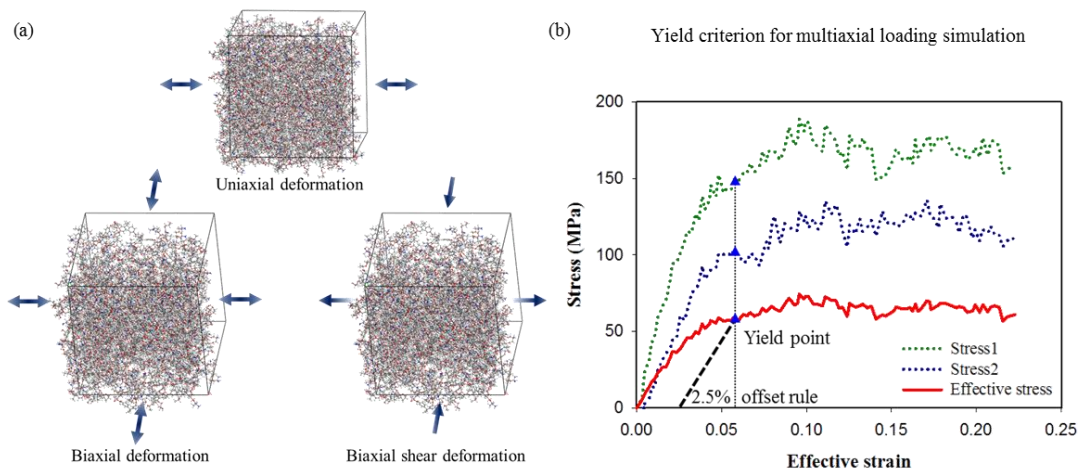 (a)
Uniaxial deformation
Biaxial deformation
Biaxial shear deformation
(b)
Yield criterion for multiaxial loading simulation
Stress (MPa)
200
150
100
50
0
Yield point
2.5% offset rule
Stress1
Stress2
Effective stress
0.00 0.05 0.10 0.15 0.20 0.25
Effective strain